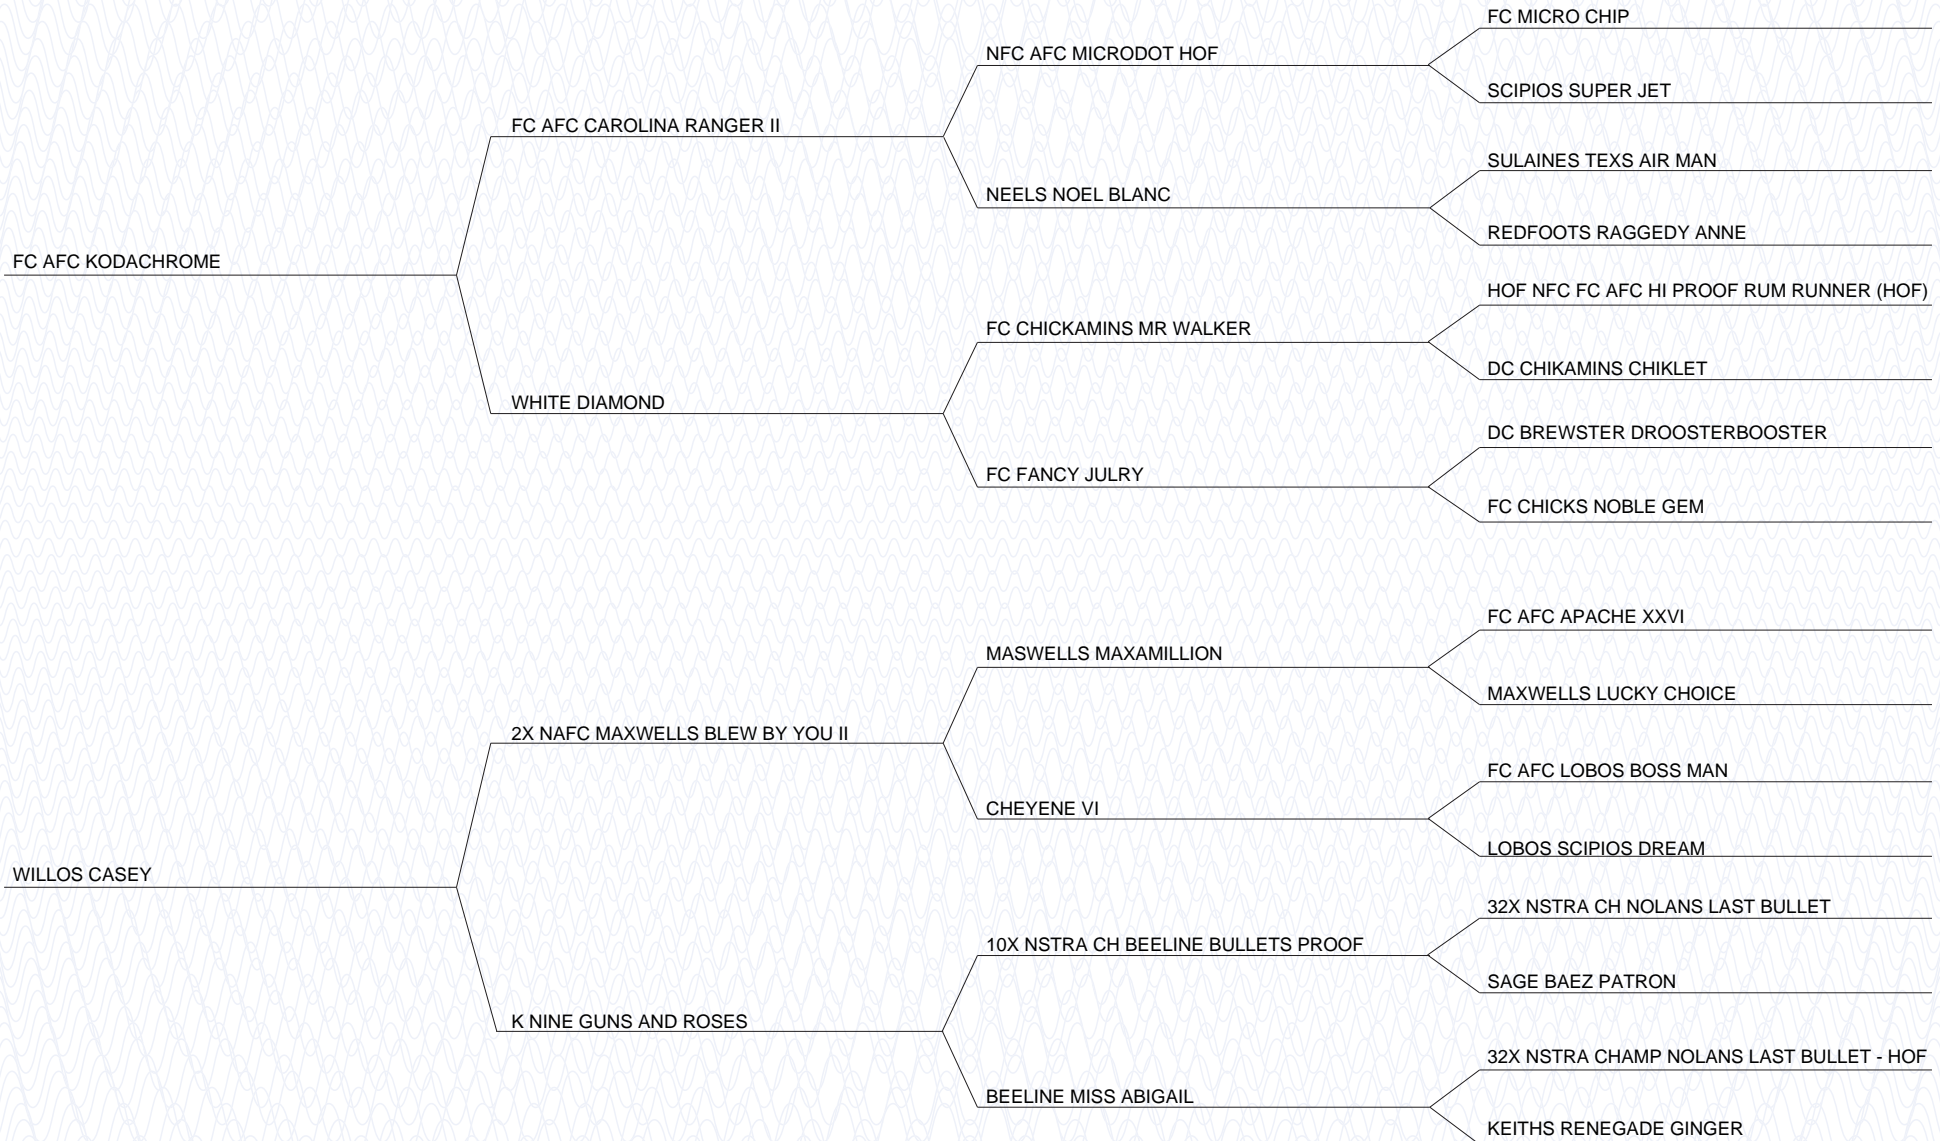 FC MICRO CHIP
NFC AFC MICRODOT HOF
SCIPIOS SUPER JET
FC AFC CAROLINA RANGER II
SULAINES TEXS AIR MAN
NEELS NOEL BLANC
REDFOOTS RAGGEDY ANNE
FC AFC KODACHROME
HOF NFC FC AFC HI PROOF RUM RUNNER (HOF)
FC CHICKAMINS MR WALKER
DC CHIKAMINS CHIKLET
WHITE DIAMOND
DC BREWSTER DROOSTERBOOSTER
FC FANCY JULRY
FC CHICKS NOBLE GEM
FC AFC APACHE XXVI
MASWELLS MAXAMILLION
MAXWELLS LUCKY CHOICE
2X NAFC MAXWELLS BLEW BY YOU II
FC AFC LOBOS BOSS MAN
CHEYENE VI
LOBOS SCIPIOS DREAM
WILLOS CASEY
32X NSTRA CH NOLANS LAST BULLET
10X NSTRA CH BEELINE BULLETS PROOF
SAGE BAEZ PATRON
K NINE GUNS AND ROSES
32X NSTRA CHAMP NOLANS LAST BULLET - HOF
BEELINE MISS ABIGAIL
KEITHS RENEGADE GINGER